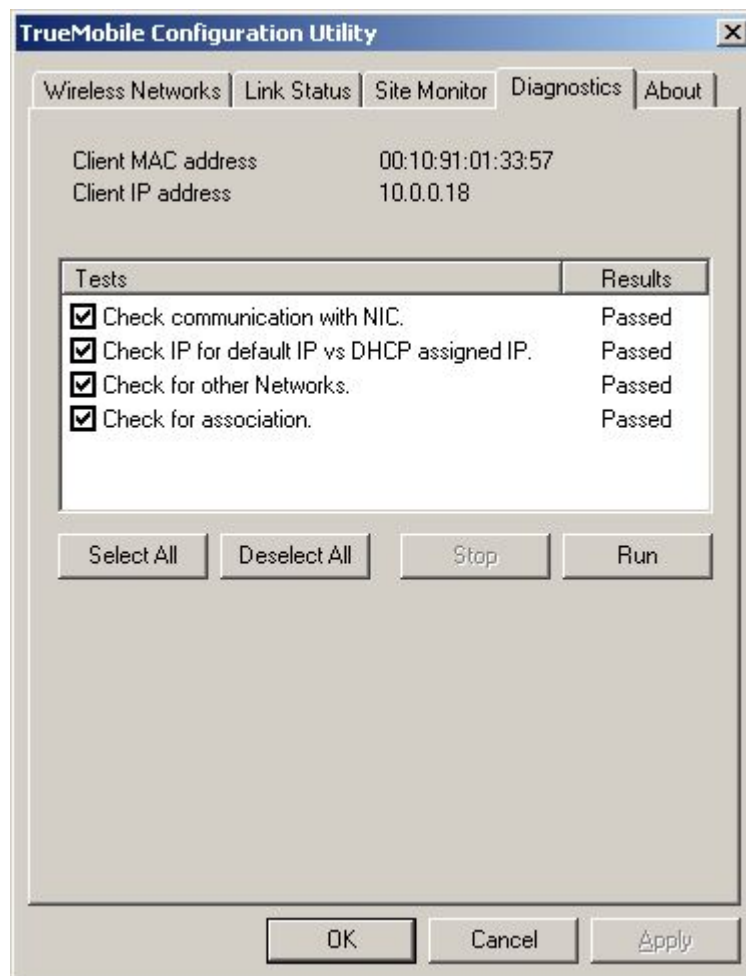 TrueMobile Configuration Utility
Wireless Networks Link Status Site Monitor Diagnostics About
Client MAC address 00:10:91:01:33:57
Client IP address 10.0.0.18
Tests Results
Check communication with NIC. Passed
Check IP for default IP vs DHCP assigned IP. Passed
Check for other Networks. Passed
Check for association. Passed
Select All Deselect All Stop Run
OK Cancel Apply